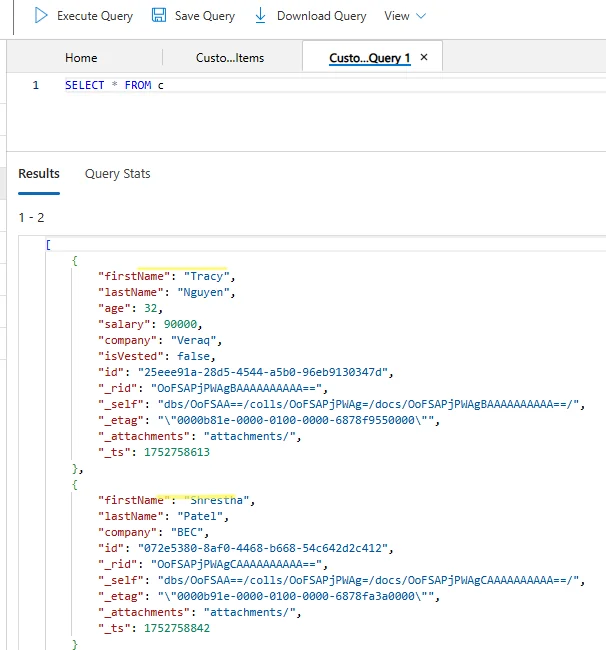 Execute Query Save Query Download Query View
Home Custo...Items Custo...Query 1 ×
1 SELECT * FROM c
Results Query Stats
1 - 2
[
{
"firstName": "Tracy",
"lastName": "Nguyen",
"age": 32,
"salary": 90000,
"company": "Veraq",
"isVested": false,
"id": "25eee91a-28d5-4544-a5b0-96eb9130347d",
"_rid": "OoFSAPjPWAgBAAAAAAAAAA==",
"_self": "dbs/OoFSAA==/colls/OoFSAPjPWAg=/docs/OoFSAPjPWAgBAAAAAAAAAA==/",
"_etag": "\"0000b81e-0000-0100-0000-6878f9550000\"",
"_attachments": "attachments/",
"_ts": 1752758613
},
{
"firstName": "Shrestha",
"lastName": "Patel",
"company": "BEC",
"id": "072e5380-8af0-4468-b668-54c642d2c412",
"_rid": "OoFSAPjPWAgCAAAAAAAAAA==",
"_self": "dbs/OoFSAA==/colls/OoFSAPjPWAg=/docs/OoFSAPjPWAgCAAAAAAAAAA==/",
"_etag": "\"0000b91e-0000-0100-0000-6878fa3a0000\"",
"_attachments": "attachments/",
"_ts": 1752758842
}